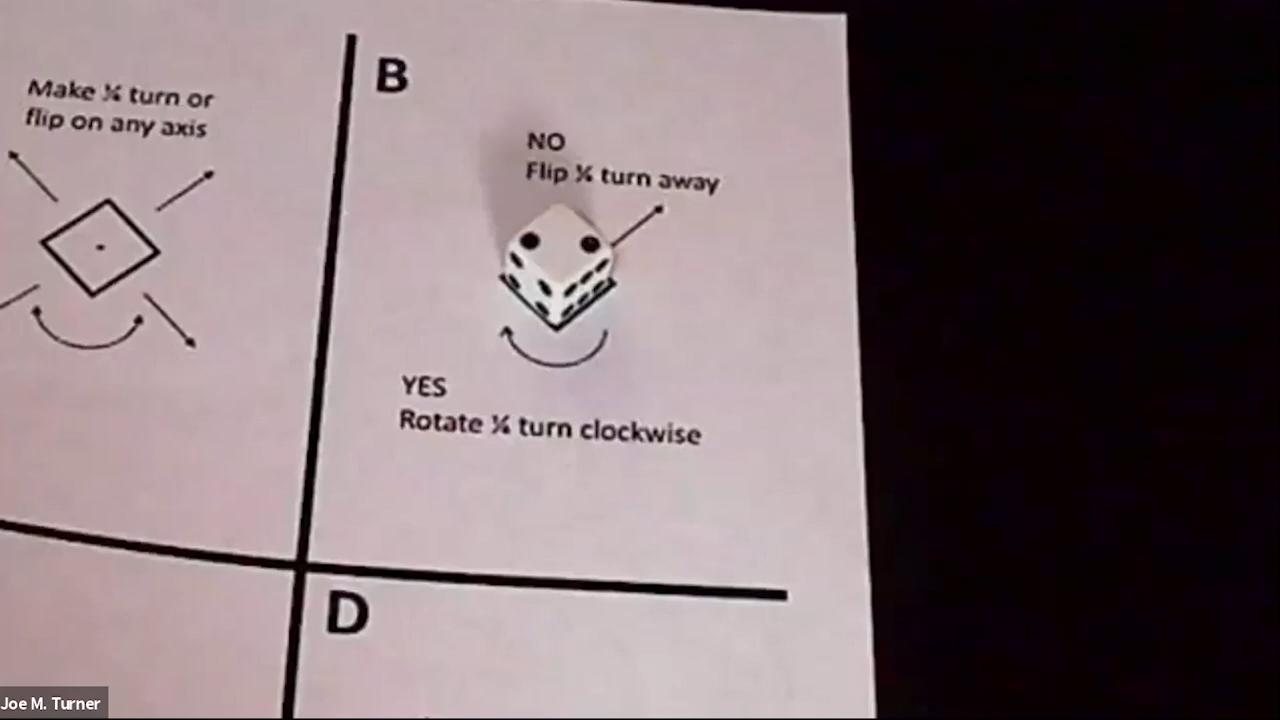 Make ¼ turn or
flip on any axis
B
NO
Flip ¼ turn away
YES
Rotate ¼ turn clockwise
D
Joe M. Turner